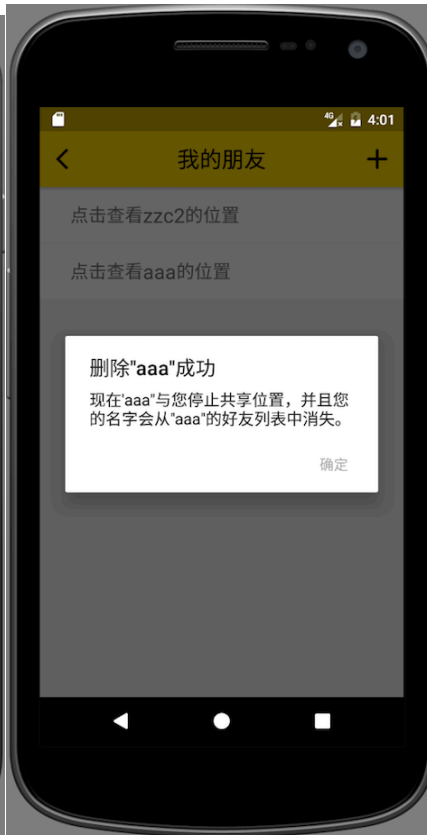 4G 4:01
我的朋友
点击查看zzc2的位置
点击查看aaa的位置
删除"aaa"成功
现在'aaa"与您停止共享位置，并且您
的名字会从"aaa"的好友列表中消失。
确定